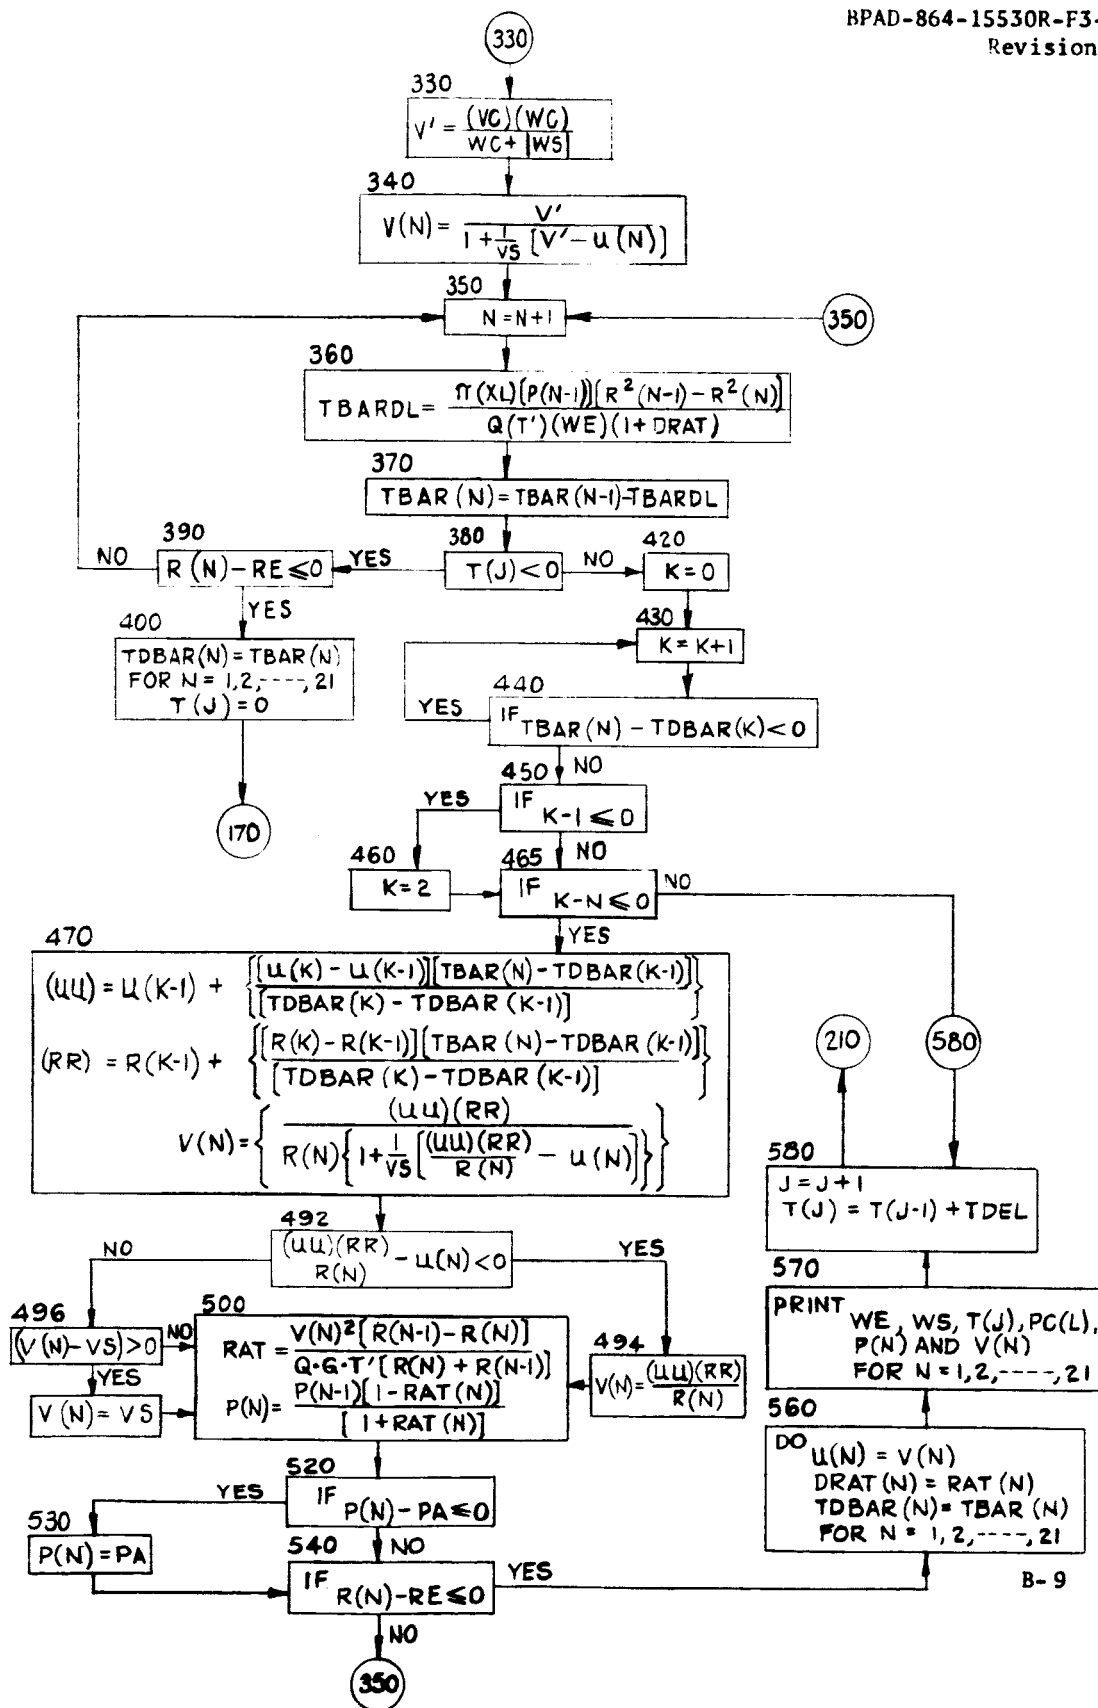 BPAD-864-15530R-F3-
Revision
330
330
V' = (VC)(WC)
WC + |WS|
340
V(N) = V'
1 + 1/VS [V' - U(N)]
350
N = N+1
350
360
TBARDL = π(XL)[P(N-1)][R²(N-1) - R²(N)]
Q(T')(WE)(1 + DRAT)
370
TBAR(N) = TBAR(N-1) - TBARDL
380
T(J) < 0
YES
NO
390
R(N) - RE ≤ 0
NO
YES
400
TDBAR(N) = TBAR(N)
FOR N = 1,2,----,21
T(J) = 0
170
420
K = 0
430
K = K+1
440
IF TBAR(N) - TDBAR(K) < 0
YES
NO
450
IF K-1 ≤ 0
YES
NO
460
K = 2
465
IF K-N ≤ 0
NO
YES
470
(UU) = U(K-1) + {[U(K) - U(K-1)][TBAR(N) - TDBAR(K-1)]}
[TDBAR(K) - TDBAR(K-1)]
(RR) = R(K-1) + {[R(K) - R(K-1)][TBAR(N) - TDBAR(K-1)]}
[TDBAR(K) - TDBAR(K-1)]
V(N) = { (UU)(RR)
R(N){1 + 1/VS [(UU)(RR)/R(N) - U(N)]} }
492
(UU)(RR)
R(N) - U(N) < 0
NO
YES
496
(V(N) - VS) > 0
NO
YES
V(N) = VS
494
V(N) = (UU)(RR)
R(N)
500
RAT = V(N)²[R(N-1) - R(N)]
Q·G·T'[R(N) + R(N-1)]
P(N) = P(N-1)[1 - RAT(N)]
[1 + RAT(N)]
520
IF P(N) - PA ≤ 0
YES
NO
530
P(N) = PA
540
IF R(N) - RE ≤ 0
YES
NO
350
560
DO U(N) = V(N)
DRAT(N) = RAT(N)
TDBAR(N) = TBAR(N)
FOR N = 1,2,----,21
570
PRINT WE, WS, T(J), PC(L),
P(N) AND V(N)
FOR N = 1,2,----,21
580
J = J+1
T(J) = T(J-1) + TDEL
210
580
B-9